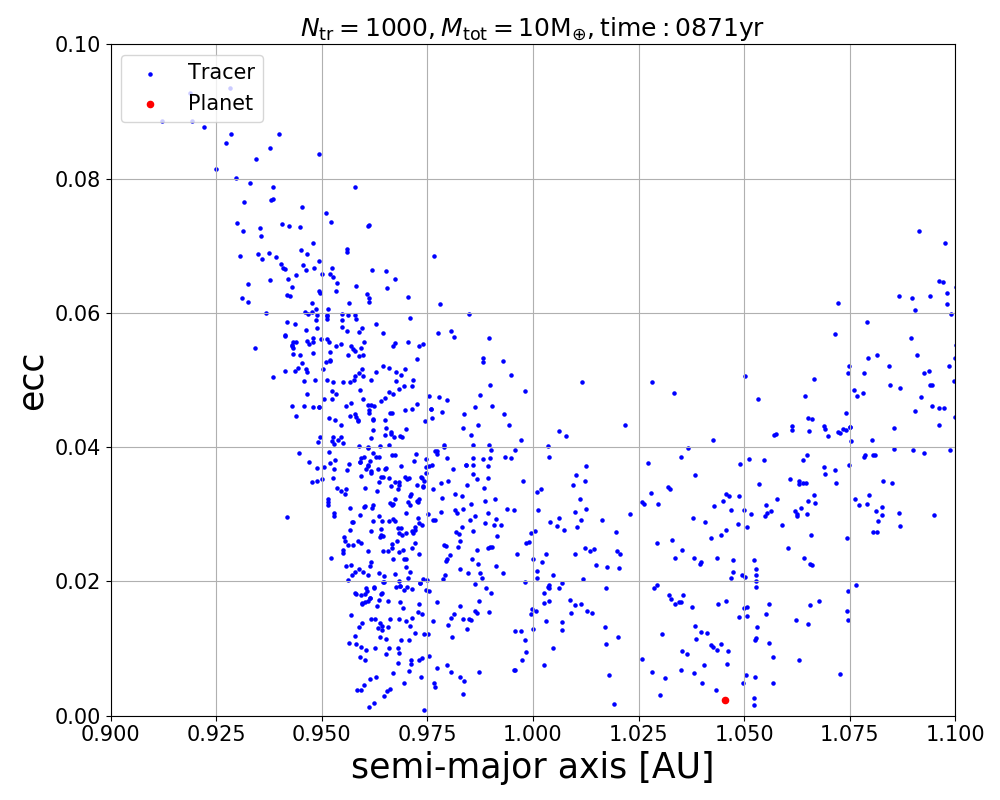 N_tr = 1000, M_tot = 10M_⊕, time : 0871yr
Tracer
Planet
ecc
0.10
0.08
0.06
0.04
0.02
0.00
0.900 0.925 0.950 0.975 1.000 1.025 1.050 1.075 1.100
semi-major axis [AU]